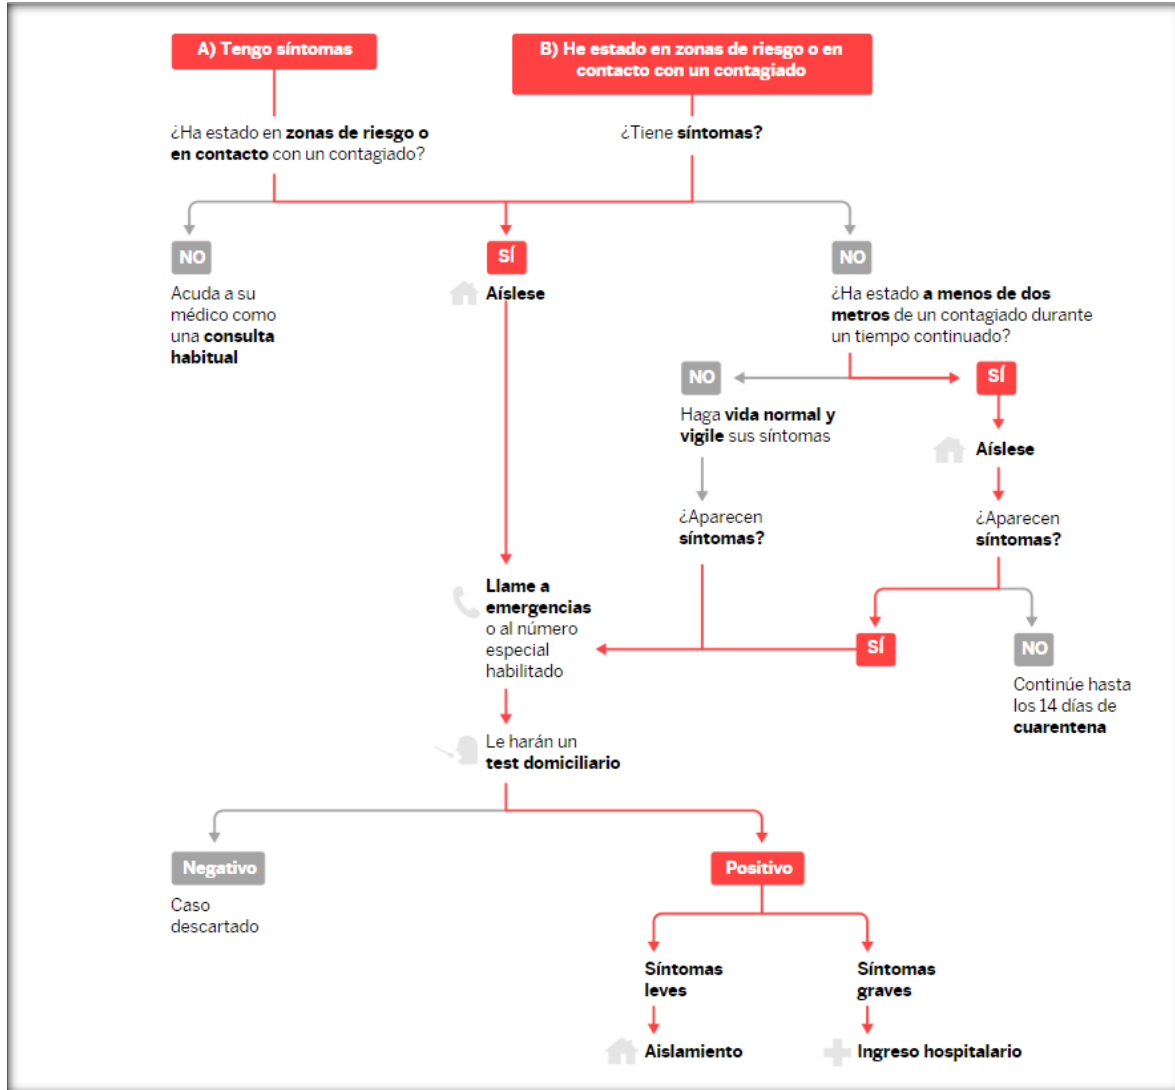 A) Tengo síntomas
B) He estado en zonas de riesgo o en
contacto con un contagiado
¿Ha estado en zonas de riesgo o
en contacto con un contagiado?
¿Tiene síntomas?
NO
Acuda a su
médico como
una consulta
habitual
SÍ
Aíslese
NO
¿Ha estado a menos de dos
metros de un contagiado durante
un tiempo continuado?
NO
Haga vida normal y
vigile sus síntomas
¿Aparecen
síntomas?
SÍ
Aíslese
¿Aparecen
síntomas?
SÍ
NO
Continúe hasta
los 14 días de
cuarentena
Llame a
emergencias
o al número
especial
habilitado
Le harán un
test domiciliario
Negativo
Caso
descartado
Positivo
Síntomas
leves
Aislamiento
Síntomas
graves
Ingreso hospitalario